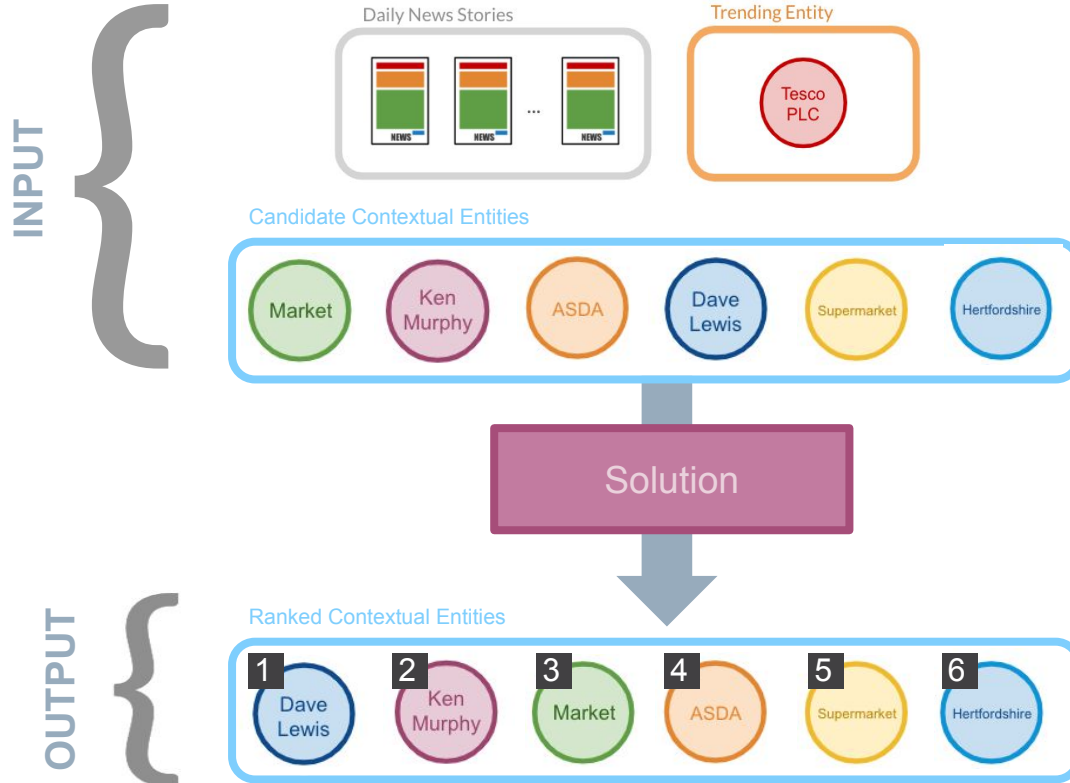 Daily News Stories
Trending Entity
NEWS
NEWS
...
NEWS
Tesco
PLC
INPUT
Candidate Contextual Entities
Market
Ken
Murphy
ASDA
Dave
Lewis
Supermarket
Hertfordshire
Solution
OUTPUT
Ranked Contextual Entities
1
Dave
Lewis
2
Ken
Murphy
3
Market
4
ASDA
5
Supermarket
6
Hertfordshire